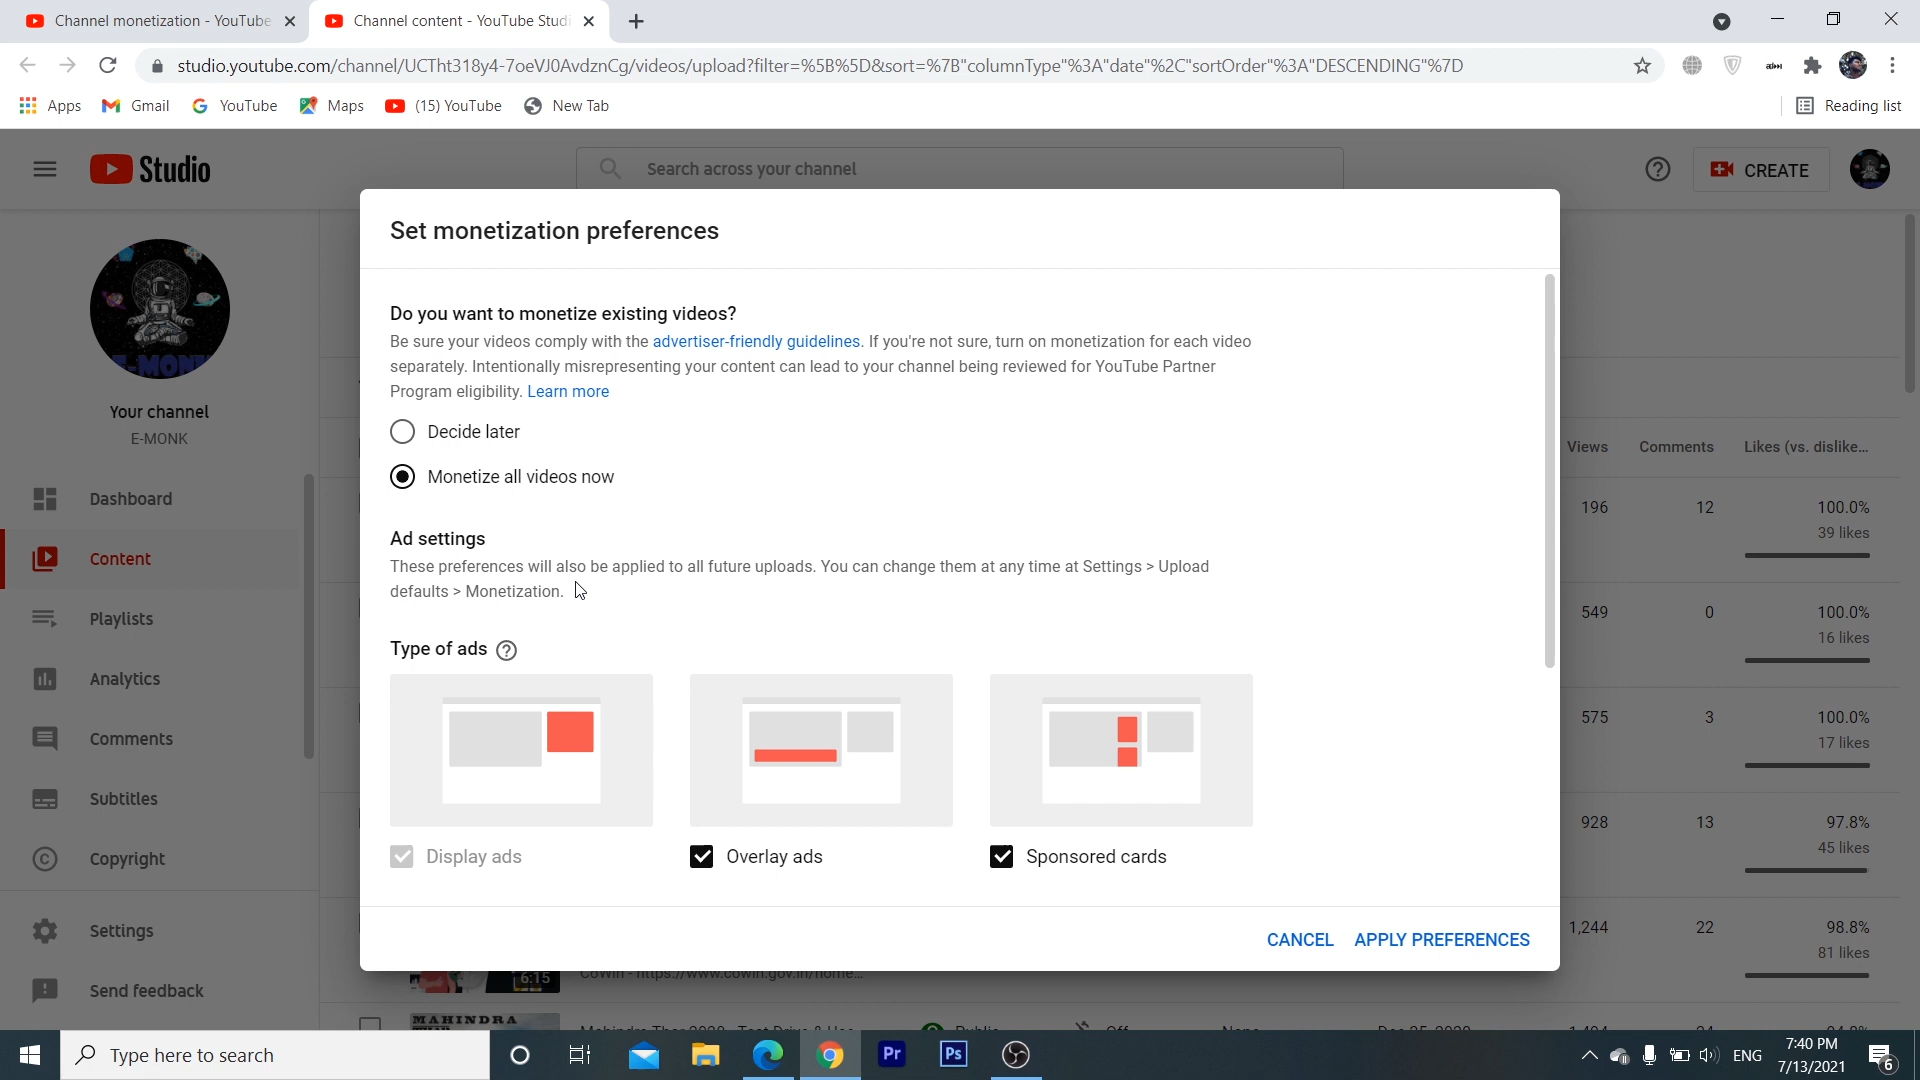 Channel monetization - YouTube
Channel content - YouTube Studi
studio.youtube.com/channel/UCTht318y4-7oeVJ0AvdznCg/videos/upload?filter=%5B%5D&sort=%7B"columnType"%3A"date"%2C"sortOrder"%3A"DESCENDING"%7D
Apps
Gmail
YouTube
Maps
(15) YouTube
New Tab
Reading list
Studio
Search across your channel
CREATE
Your channel
E-MONK
Dashboard
Content
Playlists
Analytics
Comments
Subtitles
Copyright
Settings
Send feedback
Set monetization preferences
Do you want to monetize existing videos?
Be sure your videos comply with the advertiser-friendly guidelines. If you're not sure, turn on monetization for each video
separately. Intentionally misrepresenting your content can lead to your channel being reviewed for YouTube Partner
Program eligibility. Learn more
Decide later
Monetize all videos now
Ad settings
These preferences will also be applied to all future uploads. You can change them at any time at Settings > Upload
defaults > Monetization.
Type of ads
Display ads
Overlay ads
Sponsored cards
CANCEL
APPLY PREFERENCES
Views Comments Likes (vs. dislike...
196 12 100.0%
39 likes
549 0 100.0%
16 likes
575 3 100.0%
17 likes
928 13 97.8%
45 likes
1,244 22 98.8%
81 likes
6:15
MAHINDRA
Type here to search
Pr
Ps
ENG
7:40 PM
7/13/2021
6